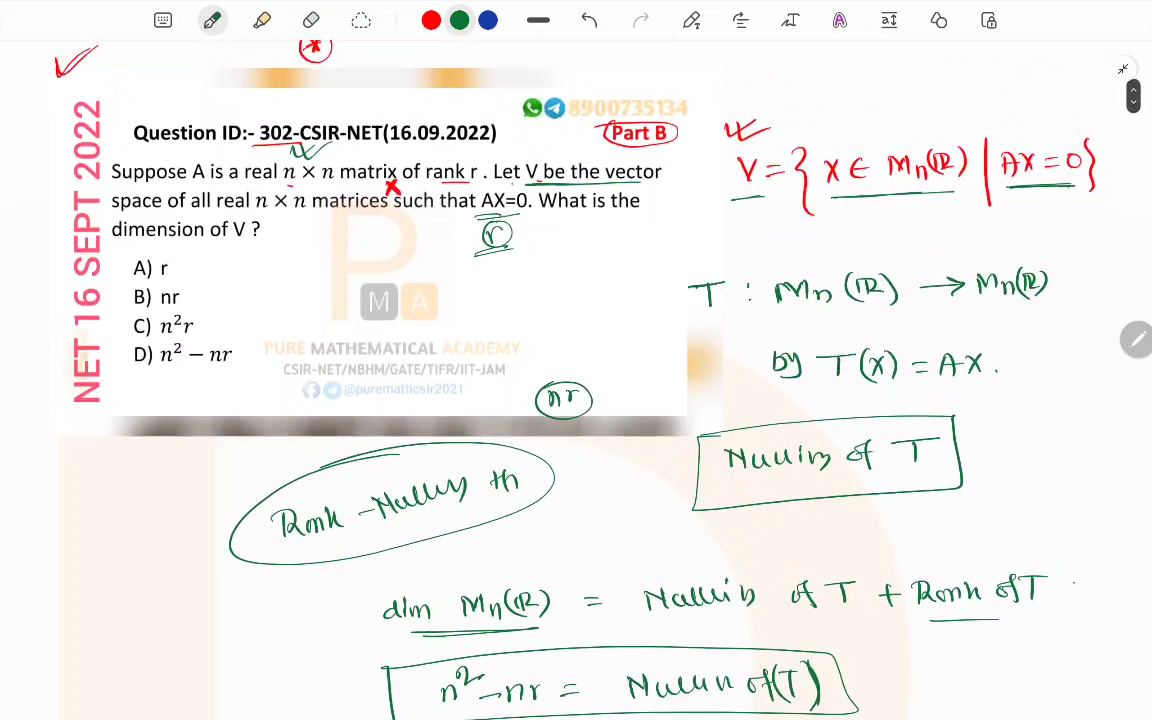 8900735134
NET 16 SEPT 2022
Question ID:- 302-CSIR-NET(16.09.2022)
Part B
Suppose A is a real n × n matrix of rank r . Let V be the vector
space of all real n × n matrices such that AX=0. What is the
dimension of V ?
x
r
A) r
B) nr
C) n²r
D) n² − nr
P
M A
PURE MATHEMATICAL ACADEMY
CSIR-NET/NBHM/GATE/TIFR/IIT-JAM
@puremathcsir2021
nr
V = { X ∈ Mn(IR) | AX = 0}
T : Mn (IR) → Mn(IR)
by T(X) = AX.
Nullity of T
Rank - Nullity th
dim Mn(IR) = Nullity of T + Rank of T
n² - nr = Nullity of(T)